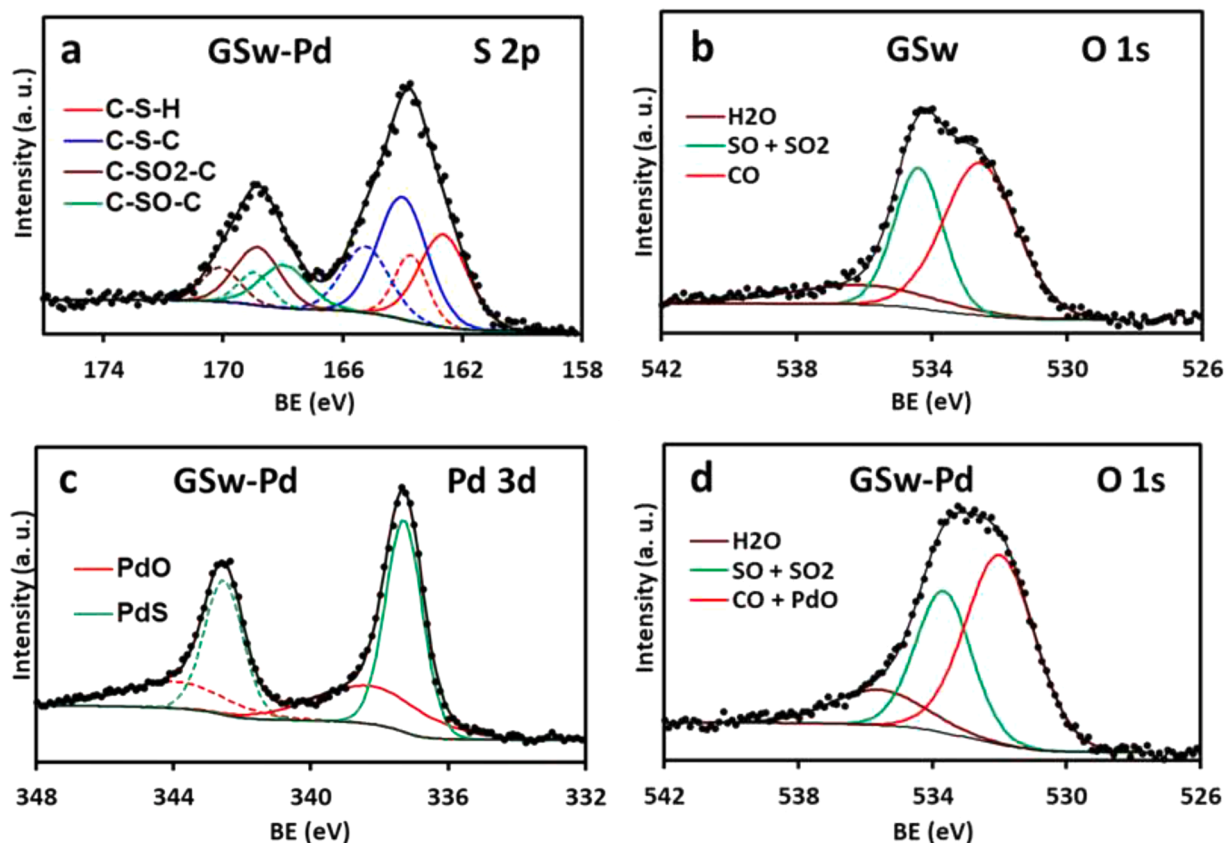 a GSw-Pd S 2p
C-S-H
C-S-C
C-SO2-C
C-SO-C
Intensity (a. u.)
174 170 166 162 158
BE (eV)
b GSw O 1s
H2O
SO + SO2
CO
Intensity (a. u.)
542 538 534 530 526
BE (eV)
c GSw-Pd Pd 3d
PdO
PdS
Intensity (a. u.)
348 344 340 336 332
BE (eV)
d GSw-Pd O 1s
H2O
SO + SO2
CO + PdO
Intensity (a. u.)
542 538 534 530 526
BE (eV)